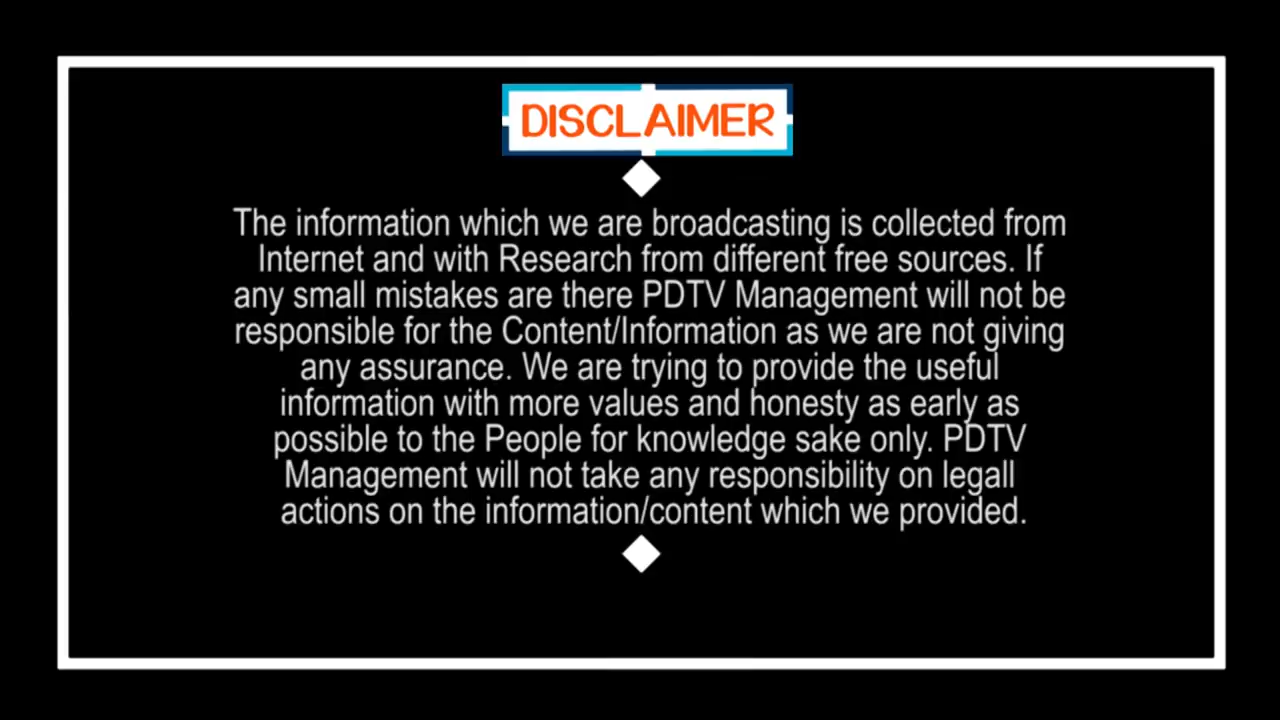 DISCLAIMER
The information which we are broadcasting is collected from
Internet and with Research from different free sources. If
any small mistakes are there PDTV Management will not be
responsible for the Content/Information as we are not giving
any assurance. We are trying to provide the useful
information with more values and honesty as early as
possible to the People for knowledge sake only. PDTV
Management will not take any responsibility on legall
actions on the information/content which we provided.